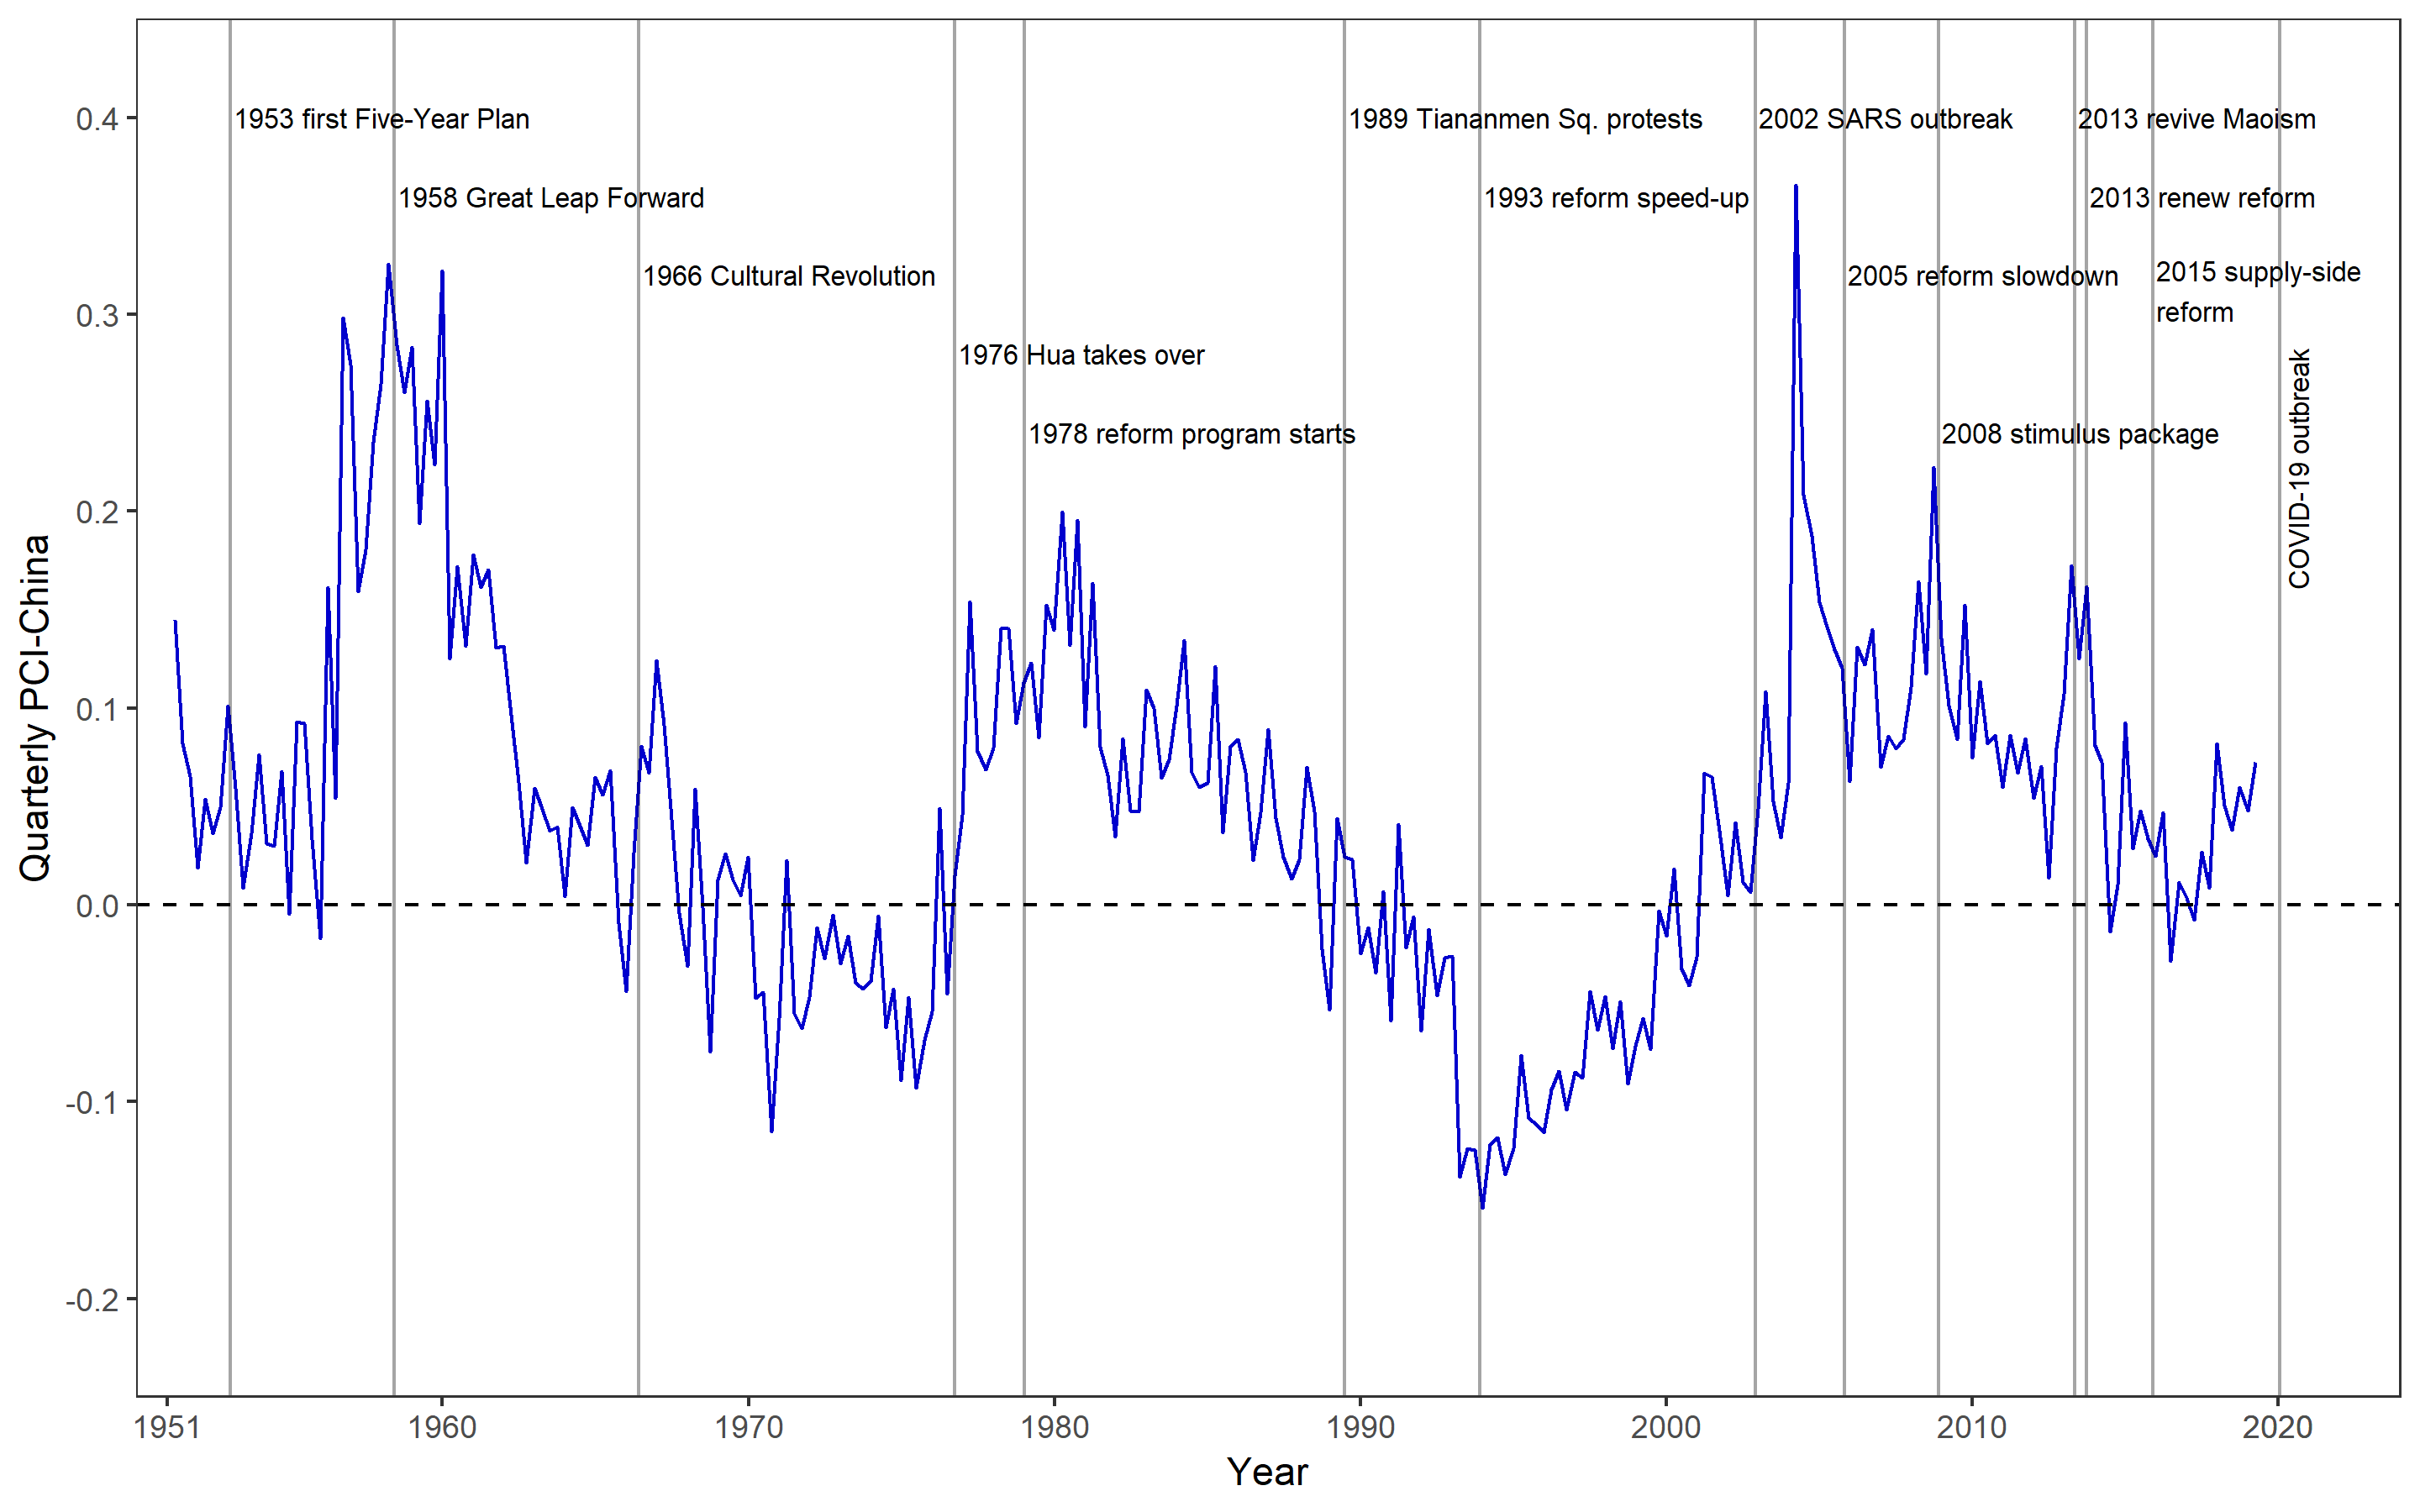 0.4
0.3
0.2
0.1
0.0
-0.1
-0.2
Quarterly PCI-China
1953 first Five-Year Plan
1958 Great Leap Forward
1966 Cultural Revolution
1976 Hua takes over
1978 reform program starts
1989 Tiananmen Sq. protests
1993 reform speed-up
2002 SARS outbreak
2005 reform slowdown
2008 stimulus package
2013 revive Maoism
2013 renew reform
2015 supply-side
reform
COVID-19 outbreak
1951 1960 1970 1980 1990 2000 2010 2020
Year